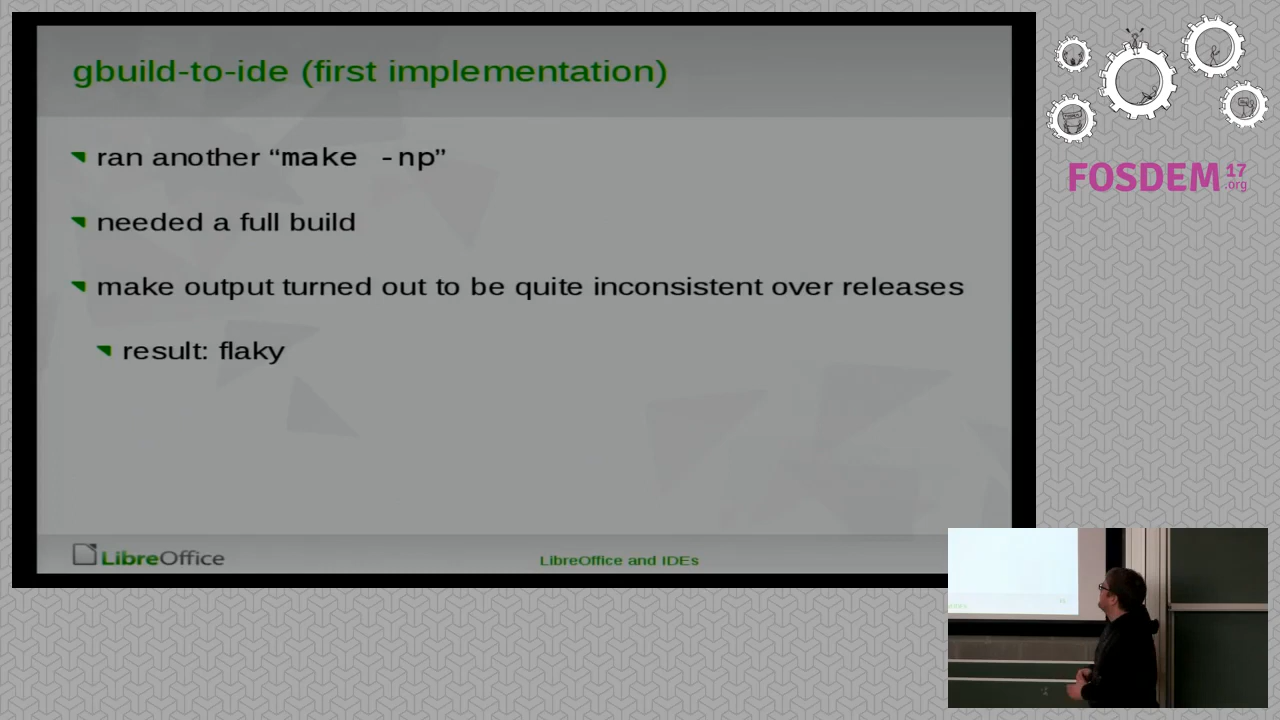 gbuild-to-ide (first implementation)
ran another “make -np”
needed a full build
make output turned out to be quite inconsistent over releases
result: flaky
LibreOffice
LibreOffice and IDEs
FOSDEM 17
.org